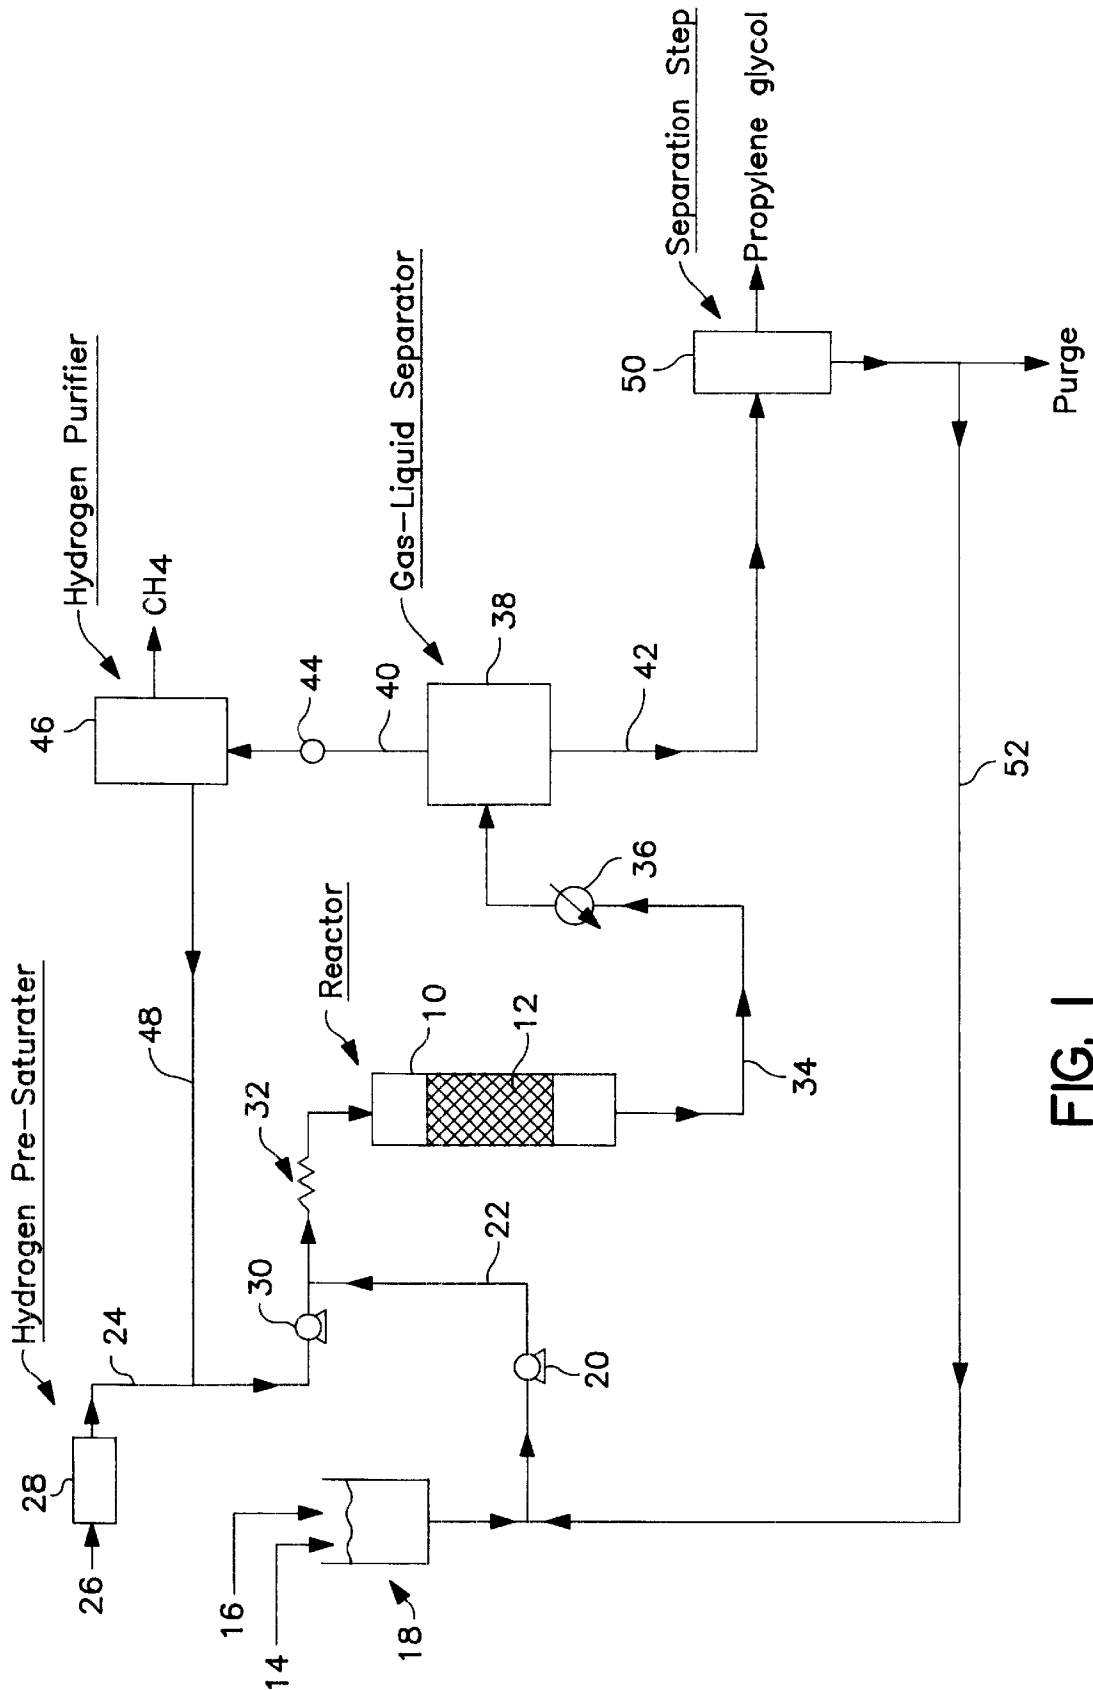 Hydrogen Pre-Saturater
Hydrogen Purifier
26
28
24
48
46
CH4
30
32
Reactor
44
40
Gas-Liquid Separator
16
14
18
20
22
10
12
36
38
42
34
Separation Step
50
Propylene glycol
52
Purge
FIG. 1